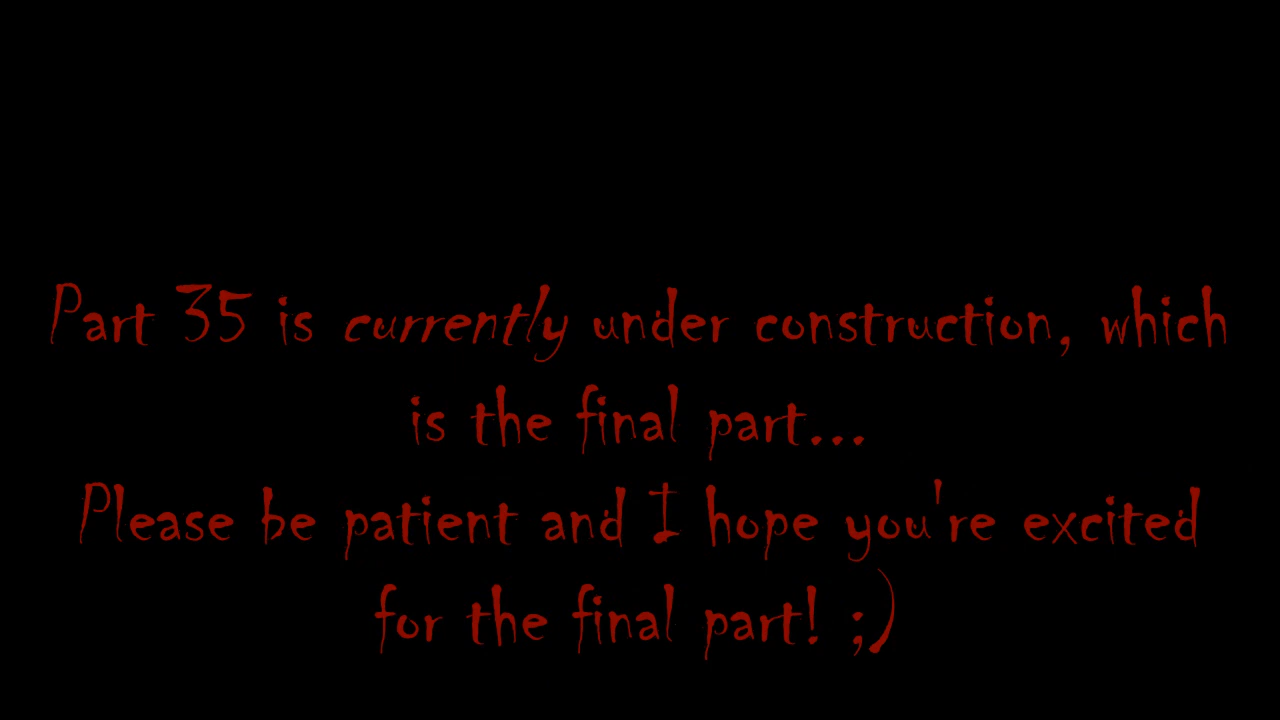 Part 35 is currently under construction, which
is the final part...
Please be patient and I hope you're excited
for the final part! ;)